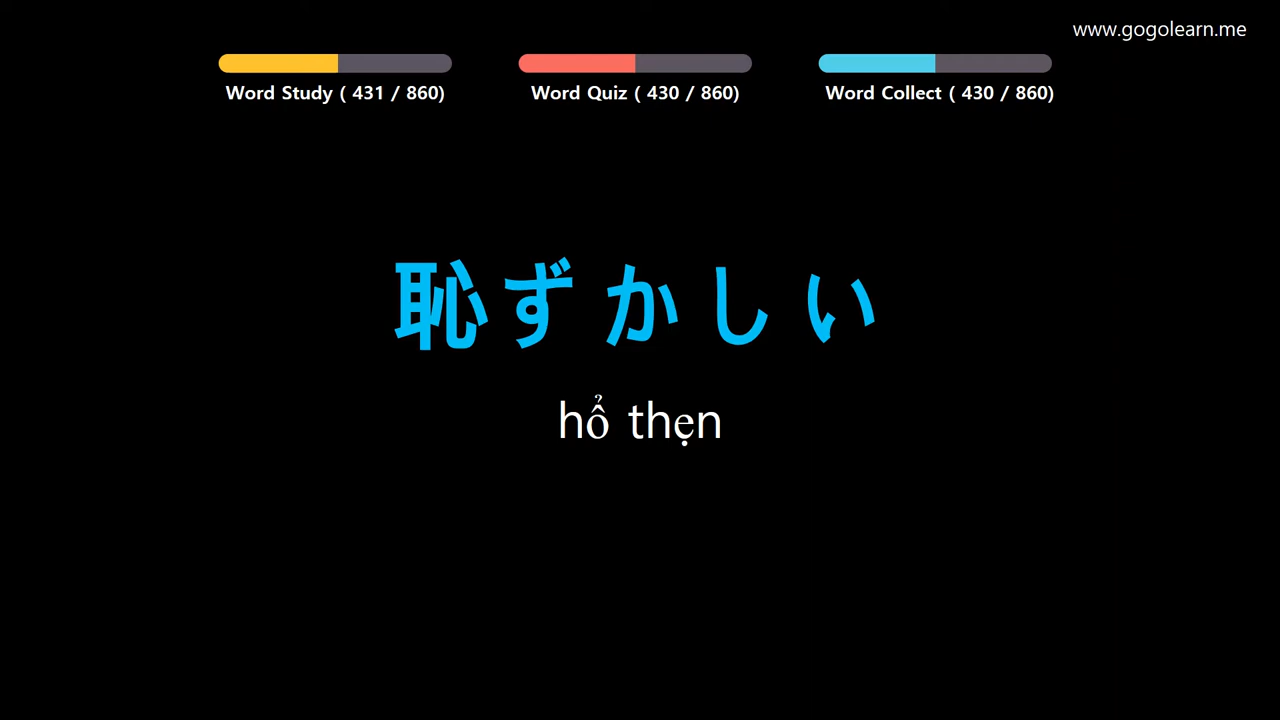 www.gogolearn.me
Word Study ( 431 / 860)
Word Quiz ( 430 / 860)
Word Collect ( 430 / 860)
恥ずかしい
hổ thẹn